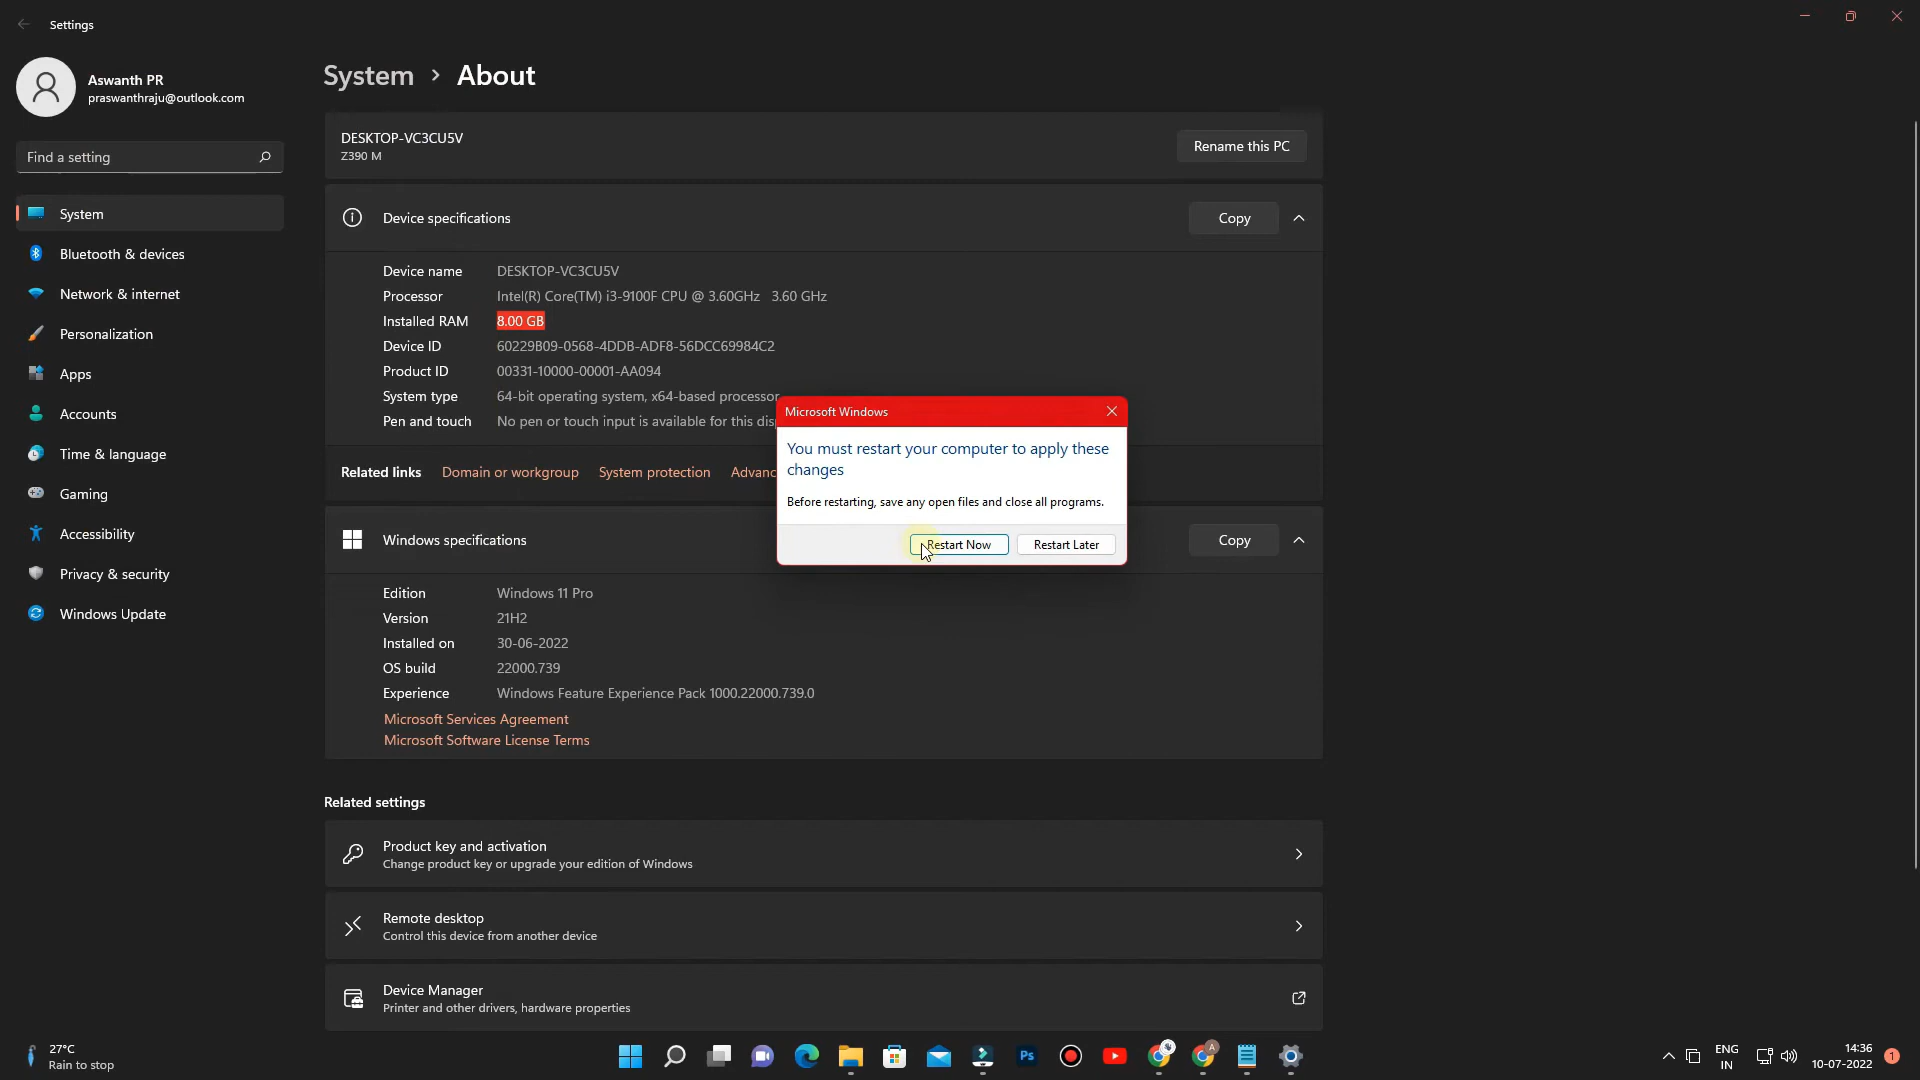 Settings
Aswanth PR
praswanthraju@outlook.com
Find a setting
System
Bluetooth & devices
Network & internet
Personalization
Apps
Accounts
Time & language
Gaming
Accessibility
Privacy & security
Windows Update
System > About
DESKTOP-VC3CU5V
Z390 M
Rename this PC
Device specifications
Copy
Device name DESKTOP-VC3CU5V
Processor Intel(R) Core(TM) i3-9100F CPU @ 3.60GHz 3.60 GHz
Installed RAM 8.00 GB
Device ID 60229B09-0568-4DDB-ADF8-56DCC69984C2
Product ID 00331-10000-00001-AA094
System type 64-bit operating system, x64-based processor
Pen and touch No pen or touch input is available for this dis
Related links Domain or workgroup System protection Advanc
Microsoft Windows
You must restart your computer to apply these
changes
Before restarting, save any open files and close all programs.
Restart Now Restart Later
Windows specifications
Copy
Edition Windows 11 Pro
Version 21H2
Installed on 30-06-2022
OS build 22000.739
Experience Windows Feature Experience Pack 1000.22000.739.0
Microsoft Services Agreement
Microsoft Software License Terms
Related settings
Product key and activation
Change product key or upgrade your edition of Windows
Remote desktop
Control this device from another device
Device Manager
Printer and other drivers, hardware properties
27°C
Rain to stop
Ps
A
ENG
IN
14:36
10-07-2022
1